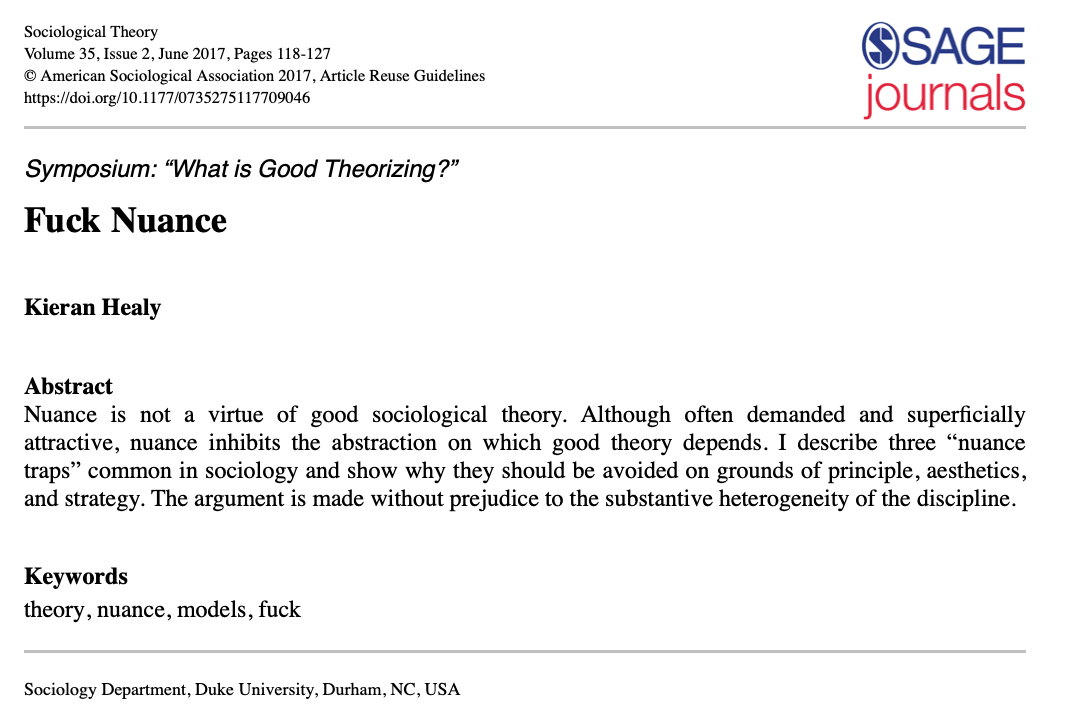 Sociological Theory
Volume 35, Issue 2, June 2017, Pages 118-127
© American Sociological Association 2017, Article Reuse Guidelines
https://doi.org/10.1177/0735275117709046
SAGE
journals
Symposium: “What is Good Theorizing?”
Fuck Nuance
Kieran Healy
Abstract
Nuance is not a virtue of good sociological theory. Although often demanded and superficially
attractive, nuance inhibits the abstraction on which good theory depends. I describe three “nuance
traps” common in sociology and show why they should be avoided on grounds of principle, aesthetics,
and strategy. The argument is made without prejudice to the substantive heterogeneity of the discipline.
Keywords
theory, nuance, models, fuck
Sociology Department, Duke University, Durham, NC, USA